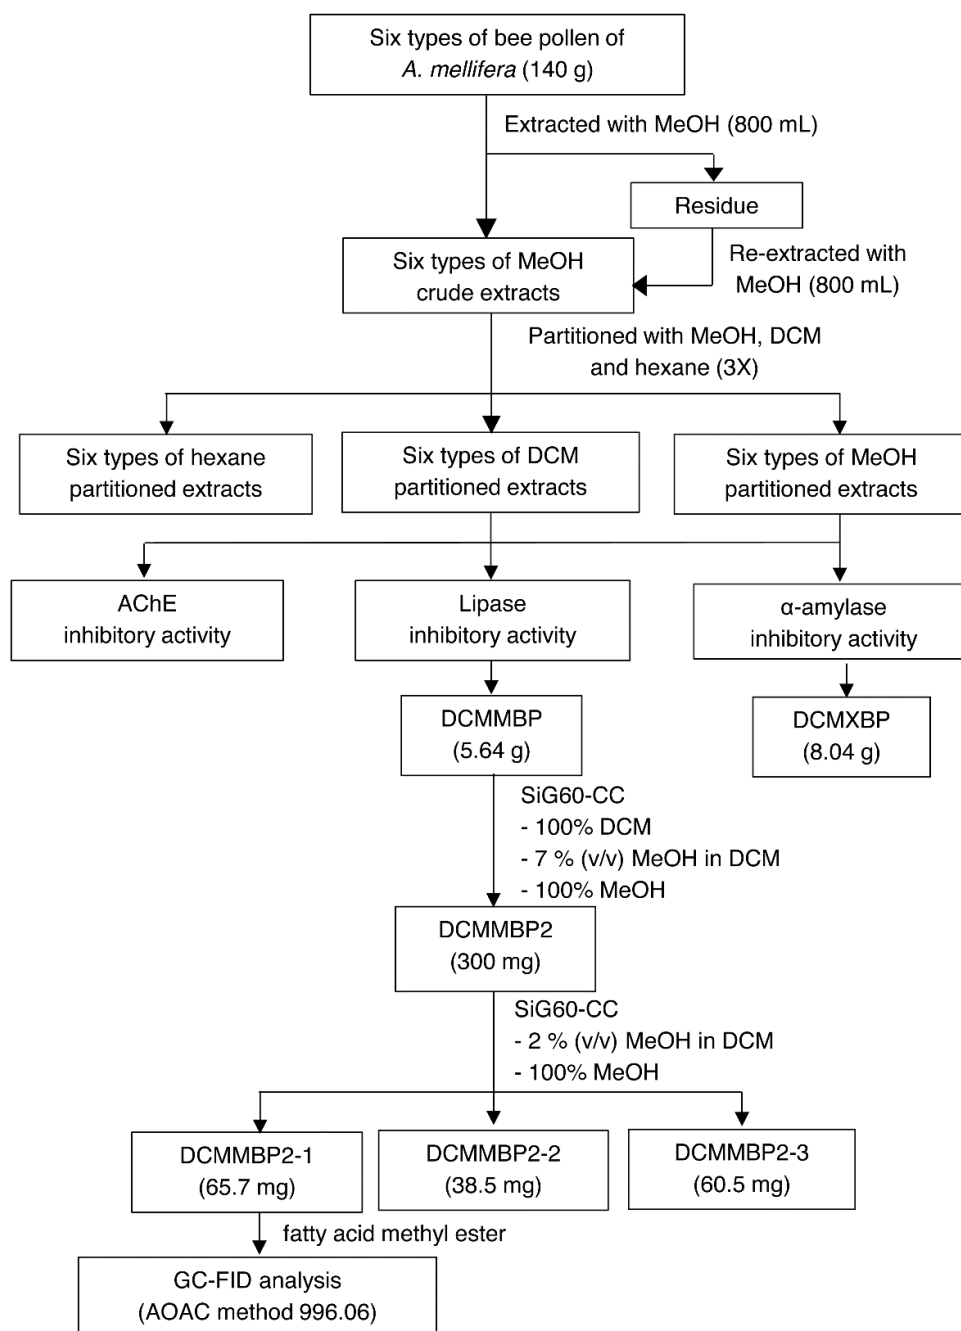 Six types of bee pollen of
A. mellifera (140 g)
Extracted with MeOH (800 mL)
Residue
Six types of MeOH
crude extracts
Re-extracted with
MeOH (800 mL)
Partitioned with MeOH, DCM
and hexane (3X)
Six types of hexane
partitioned extracts
Six types of DCM
partitioned extracts
Six types of MeOH
partitioned extracts
AChE
inhibitory activity
Lipase
inhibitory activity
α-amylase
inhibitory activity
DCMMBP
(5.64 g)
DCMXBP
(8.04 g)
SiG60-CC
- 100% DCM
- 7 % (v/v) MeOH in DCM
- 100% MeOH
DCMMBP2
(300 mg)
SiG60-CC
- 2 % (v/v) MeOH in DCM
- 100% MeOH
DCMMBP2-1
(65.7 mg)
DCMMBP2-2
(38.5 mg)
DCMMBP2-3
(60.5 mg)
fatty acid methyl ester
GC-FID analysis
(AOAC method 996.06)